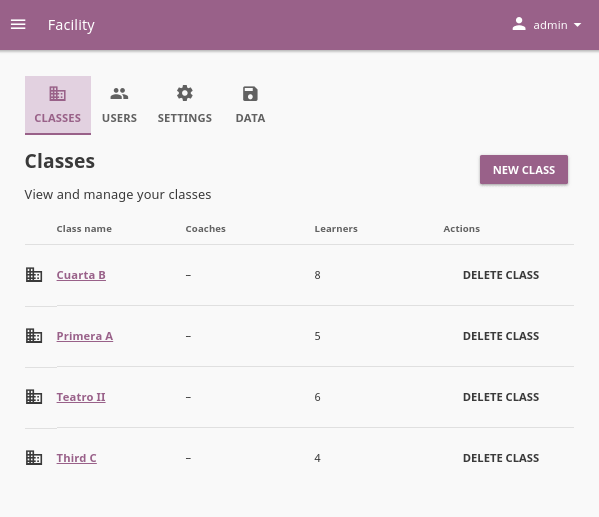 Facility admin
CLASSES USERS SETTINGS DATA
Classes
NEW CLASS
View and manage your classes
Class name Coaches Learners Actions
Cuarta B – 8 DELETE CLASS
Primera A – 5 DELETE CLASS
Teatro II – 6 DELETE CLASS
Third C – 4 DELETE CLASS